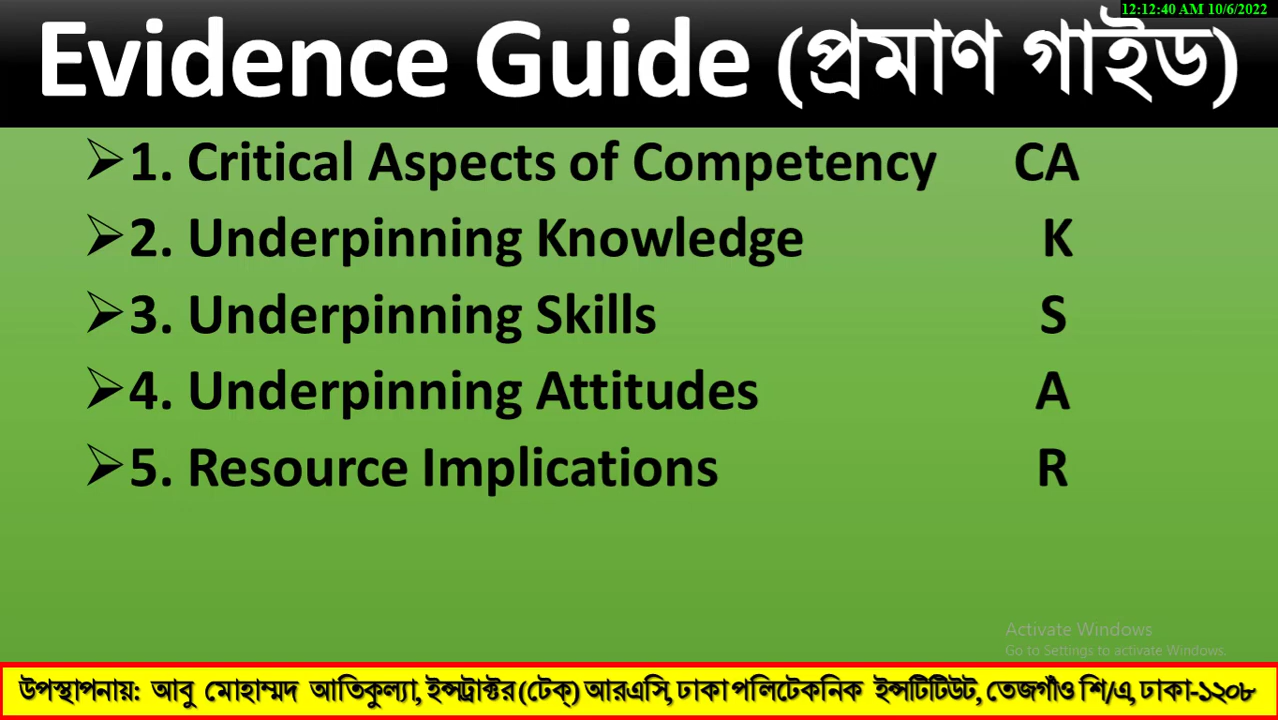 12:12:40 AM 10/6/2022
Evidence Guide (প্রমাণ গাইড)
➢1. Critical Aspects of Competency CA
➢2. Underpinning Knowledge K
➢3. Underpinning Skills S
➢4. Underpinning Attitudes A
➢5. Resource Implications R
Activate Windows
Go to Settings to activate Windows.
উপস্থাপনায়: আবু মোহাম্মদ আতিকুল্যা, ইন্সট্রাক্টর (টেক্) আরএসি, ঢাকা পলিটেকনিক ইন্সটিটিউট, তেজগাঁও শি/এ, ঢাকা-১২০৮